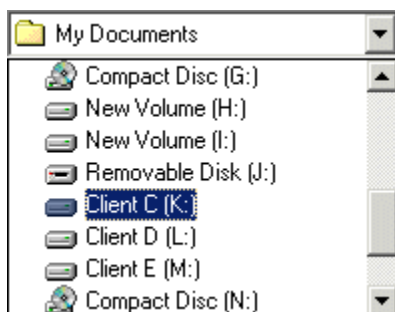 My Documents
Compact Disc (G:)
New Volume (H:)
New Volume (I:)
Removable Disk (J:)
Client C (K:)
Client D (L:)
Client E (M:)
Compact Disc (N:)